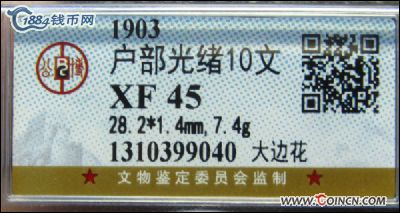 1884钱币网
1903
户部光绪10文
公博
XF 45
28.2*1.4mm,7.4g
1310399040 大边花
★ 文物鉴定委员会监制 ★
www.COINCN.com